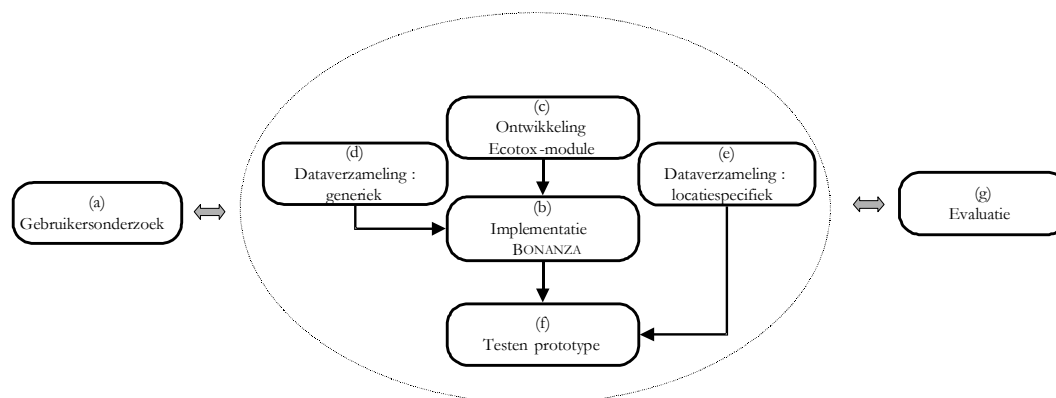 (c)
Ontwikkeling
Ecotox-module
(d)
Dataverzameling :
generiek
(e)
Dataverzameling :
locatiespecifiek
(a)
Gebruikersonderzoek
(b)
Implementatie
BONANZA
(g)
Evaluatie
(f)
Testen prototype